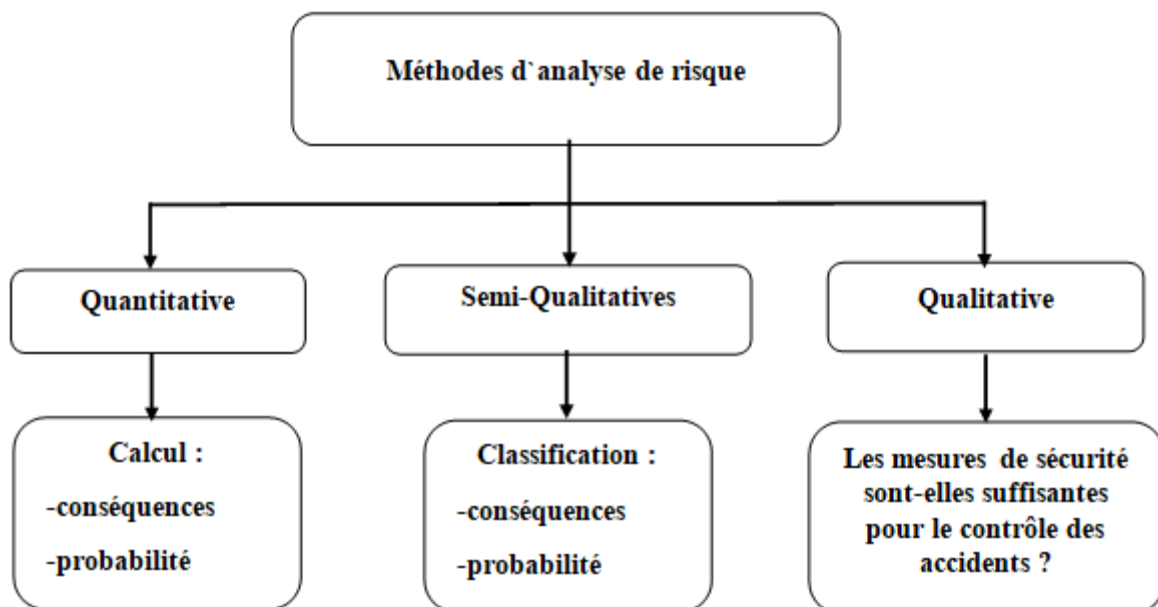 Méthodes d`analyse de risque
Quantitative
Semi-Qualitatives
Qualitative
Calcul :
-conséquences
-probabilité
Classification :
-conséquences
-probabilité
Les mesures de sécurité
sont-elles suffisantes
pour le contrôle des
accidents ?